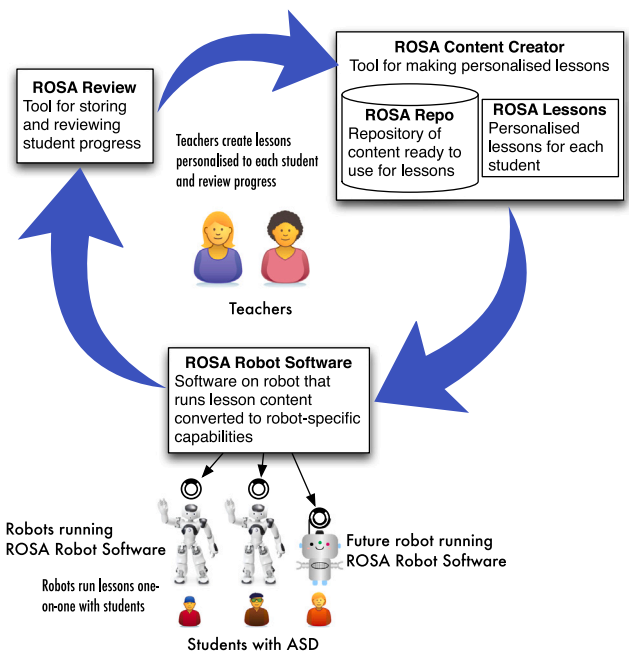 ROSA Review
Tool for storing
and reviewing
student progress
ROSA Content Creator
Tool for making personalised lessons
ROSA Repo
Repository of
content ready to
use for lessons
ROSA Lessons
Personalised
lessons for each
student
Teachers create lessons
personalised to each student
and review progress
Teachers
ROSA Robot Software
Software on robot that
runs lesson content
converted to robot-specific
capabilities
Robots running
ROSA Robot Software
Future robot running
ROSA Robot Software
Robots run lessons one-
on-one with students
Students with ASD